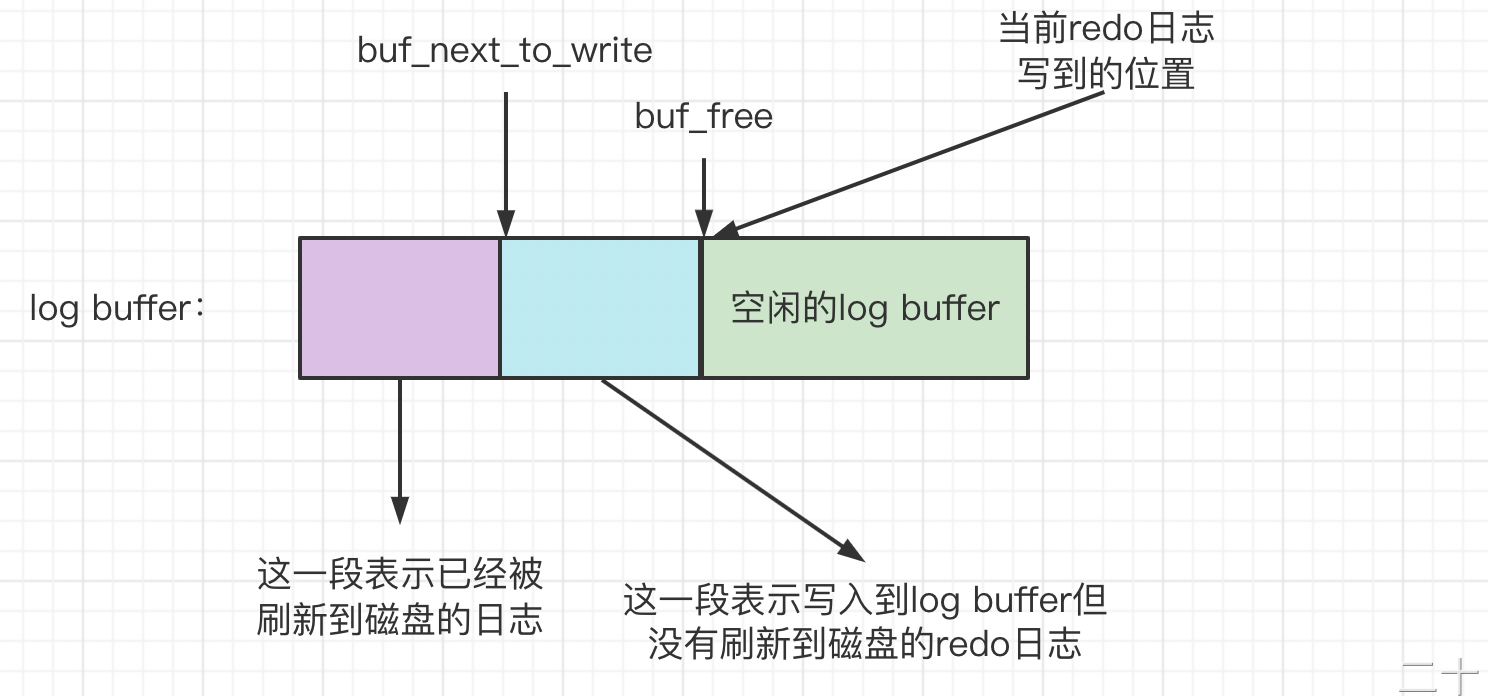 当前redo日志
写到的位置
buf_next_to_write
buf_free
log buffer：
空闲的log buffer
这一段表示已经被
刷新到磁盘的日志
这一段表示写入到log buffer但
没有刷新到磁盘的redo日志
二十